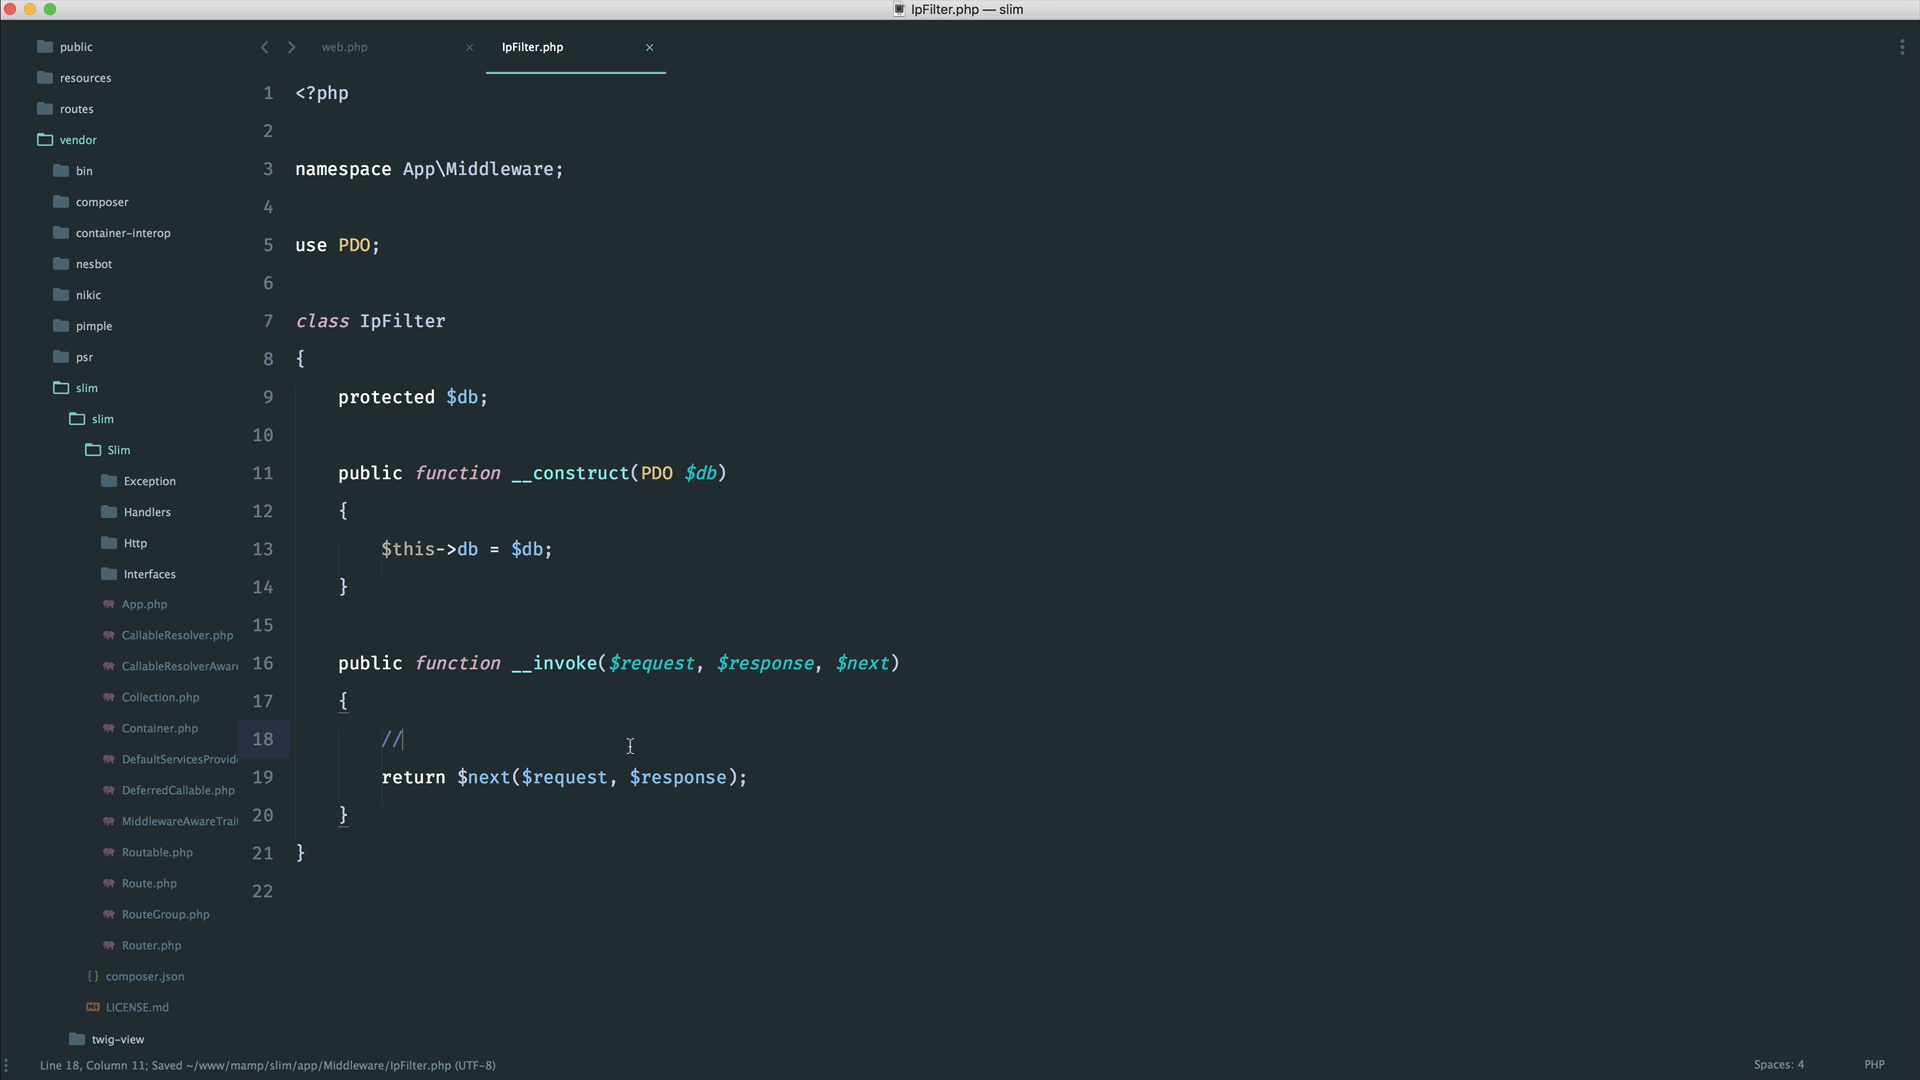 IpFilter.php — slim
public
resources
routes
vendor
bin
composer
container-interop
nesbot
nikic
pimple
psr
slim
slim
Slim
Exception
Handlers
Http
Interfaces
App.php
CallableResolver.php
CallableResolverAware
Collection.php
Container.php
DefaultServicesProvide
DeferredCallable.php
MiddlewareAwareTrait
Routable.php
Route.php
RouteGroup.php
Router.php
{} composer.json
LICENSE.md
twig-view
web.php ×
IpFilter.php ×
1 <?php
2
3 namespace App\Middleware;
4
5 use PDO;
6
7 class IpFilter
8 {
9     protected $db;
10
11     public function __construct(PDO $db)
12     {
13         $this->db = $db;
14     }
15
16     public function __invoke($request, $response, $next)
17     {
18         //
19         return $next($request, $response);
20     }
21 }
22
Line 18, Column 11; Saved ~/www/mamp/slim/app/Middleware/IpFilter.php (UTF-8)
Spaces: 4
PHP